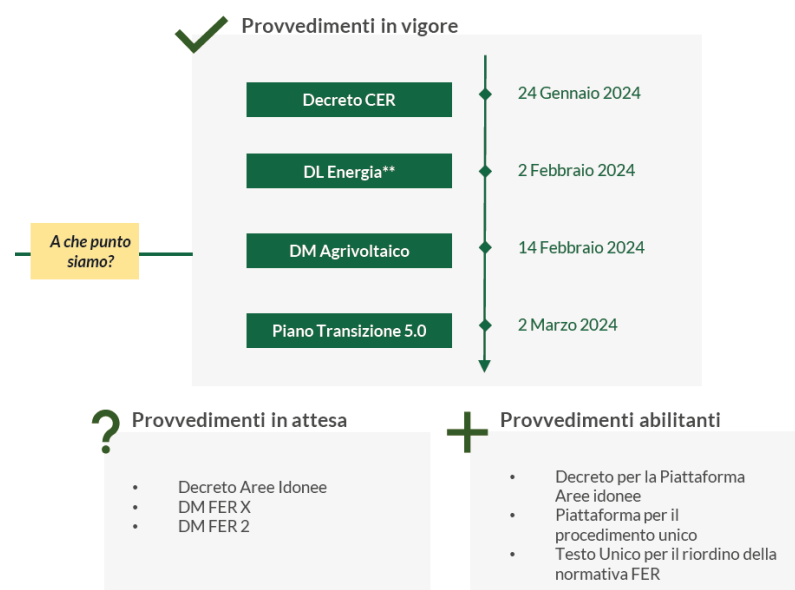 Provvedimenti in vigore
Decreto CER
24 Gennaio 2024
DL Energia**
2 Febbraio 2024
A che punto
siamo?
DM Agrivoltaico
14 Febbraio 2024
Piano Transizione 5.0
2 Marzo 2024
Provvedimenti in attesa
• Decreto Aree Idonee
• DM FER X
• DM FER 2
Provvedimenti abilitanti
• Decreto per la Piattaforma
Aree idonee
• Piattaforma per il
procedimento unico
• Testo Unico per il riordino della
normativa FER